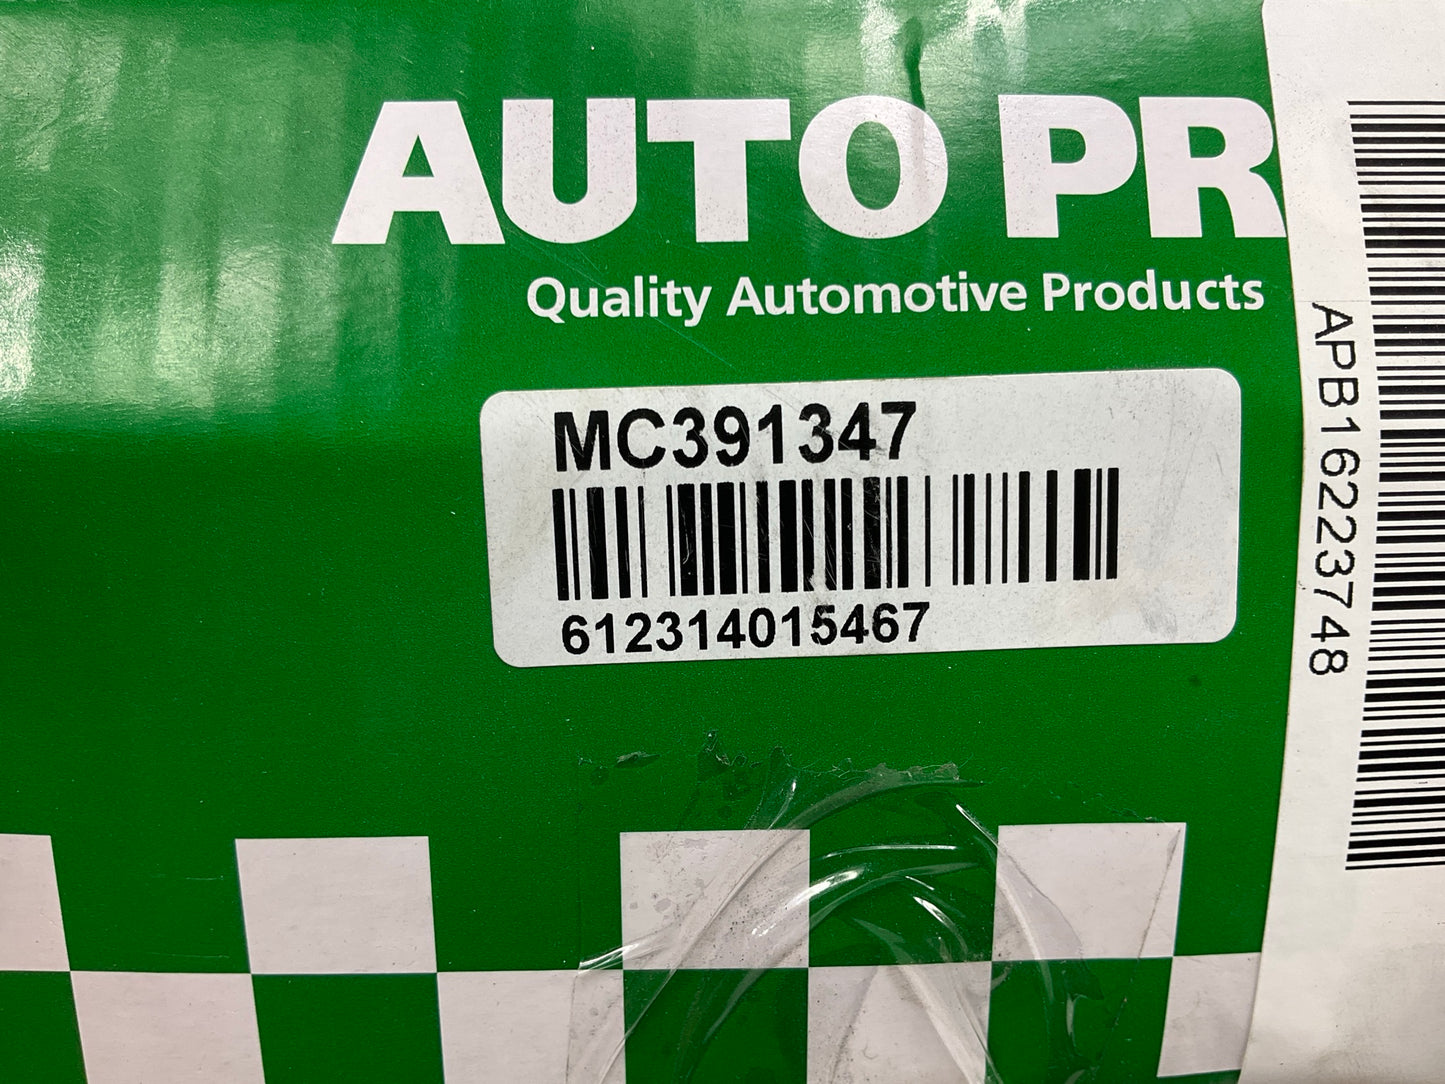 AUTO PR
Quality Automotive Products
MC391347
612314015467
APB16223748